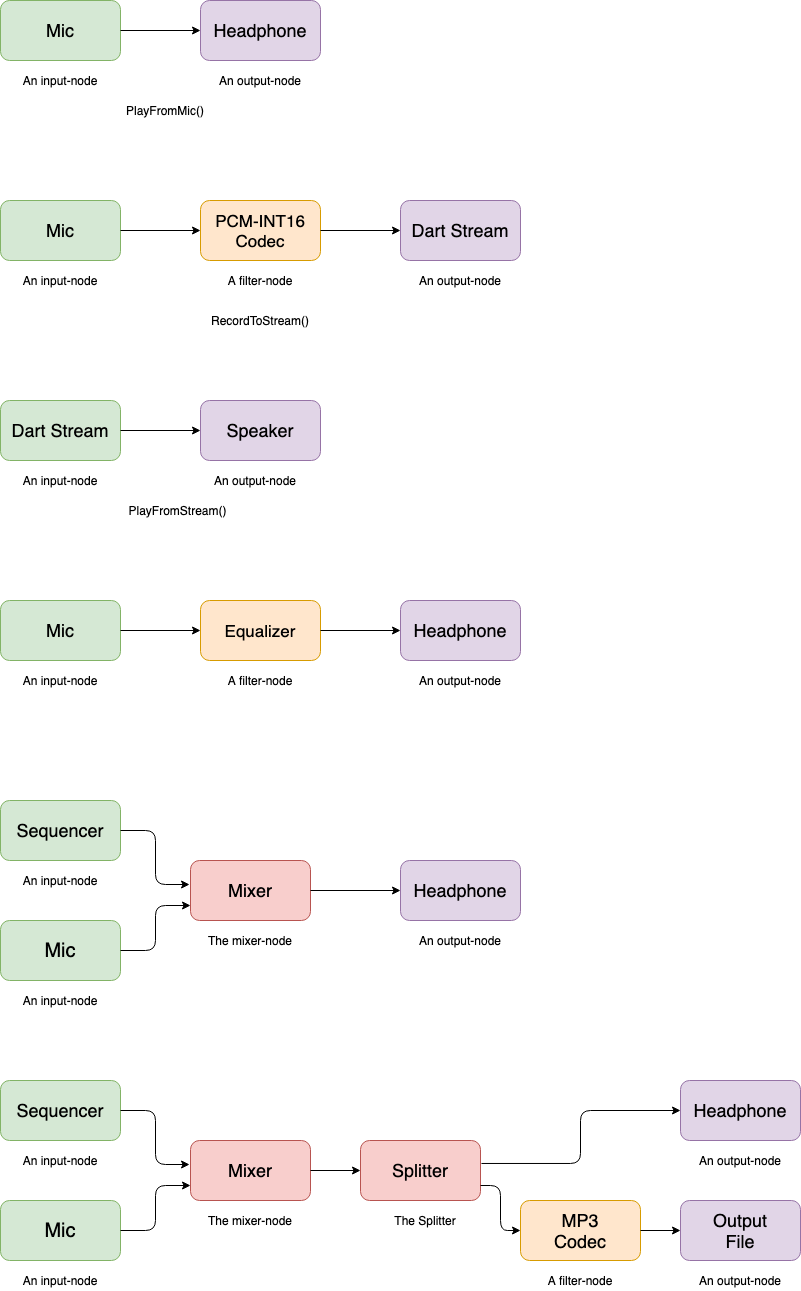 Mic
Headphone
An input-node
An output-node
PlayFromMic()
Mic
PCM-INT16
Codec
Dart Stream
An input-node
A filter-node
An output-node
RecordToStream()
Dart Stream
Speaker
An input-node
An output-node
PlayFromStream()
Mic
Equalizer
Headphone
An input-node
A filter-node
An output-node
Sequencer
An input-node
Mixer
Headphone
The mixer-node
An output-node
Mic
An input-node
Sequencer
Headphone
An input-node
An output-node
Mixer
Splitter
The mixer-node
The Splitter
Mic
MP3
Codec
Output
File
An input-node
A filter-node
An output-node